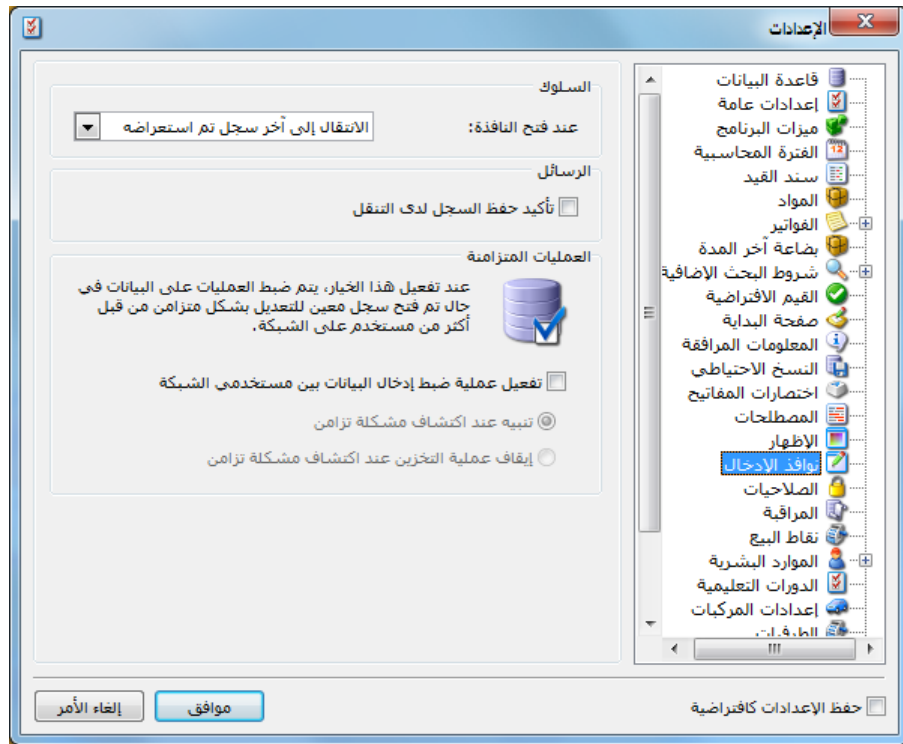 الإعدادات
قاعدة البيانات
إعدادات عامة
ميزات البرنامج
الفترة المحاسبية
12
سند القيد
المواد
الفواتير
بضاعة آخر المدة
شروط البحث الإضافية
القيم الافتراضية
صفحة البداية
المعلومات المرافقة
النسخ الاحتياطي
اختصارات المفاتيح
المصطلحات
الإظهار
نوافذ الإدخال
الصلاحيات
المراقبة
نقاط البيع
الموارد البشرية
الدورات التعليمية
إعدادات المركبات
الطرفيات
السلوك
عند فتح النافذة:
الانتقال إلى آخر سجل تم استعراضه
الرسائل
تأكيد حفظ السجل لدى التنقل
العمليات المتزامنة
عند تفعيل هذا الخيار، يتم ضبط العمليات على البيانات في
حال تم فتح سجل معين للتعديل بشكل متزامن من قبل
أكثر من مستخدم على الشبكة.
تفعيل عملية ضبط إدخال البيانات بين مستخدمي الشبكة
تنبيه عند اكتشاف مشكلة تزامن
إيقاف عملية التخزين عند اكتشاف مشكلة تزامن
حفظ الإعدادات كافتراضية
موافق
إلغاء الأمر